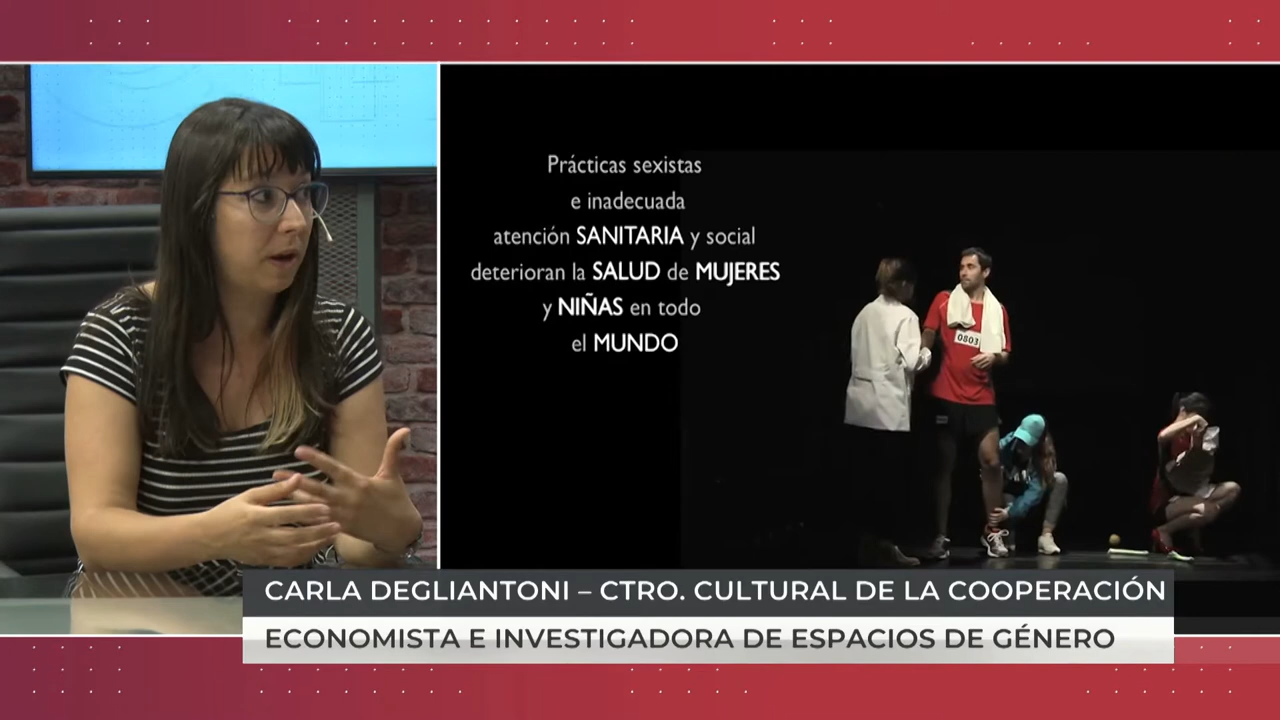 Prácticas sexistas
e inadecuada
atención SANITARIA y social
deterioran la SALUD de MUJERES
y NIÑAS en todo
el MUNDO
0803
CARLA DEGLIANTONI – CTRO. CULTURAL DE LA COOPERACIÓN
ECONOMISTA E INVESTIGADORA DE ESPACIOS DE GÉNERO